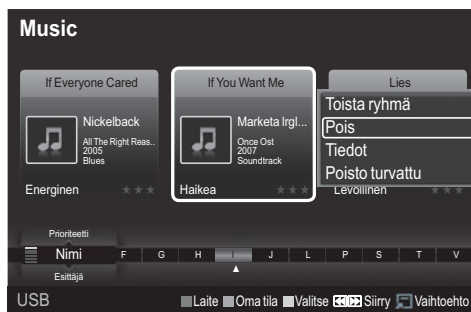 Music
If Everyone Cared
If You Want Me
Lies
Nickelback
All The Right Reas..
2005
Blues
Marketa Irgl...
Once Ost
2007
Soundtrack
Toista ryhmä
Pois
Tiedot
Poisto turvattu
Energinen
Haikea
Levollinen
Prioriteetti
Nimi
F G H I J L P S T V
Esittäjä
USB
Laite Oma tila Valitse Siirry Vaihtoehto